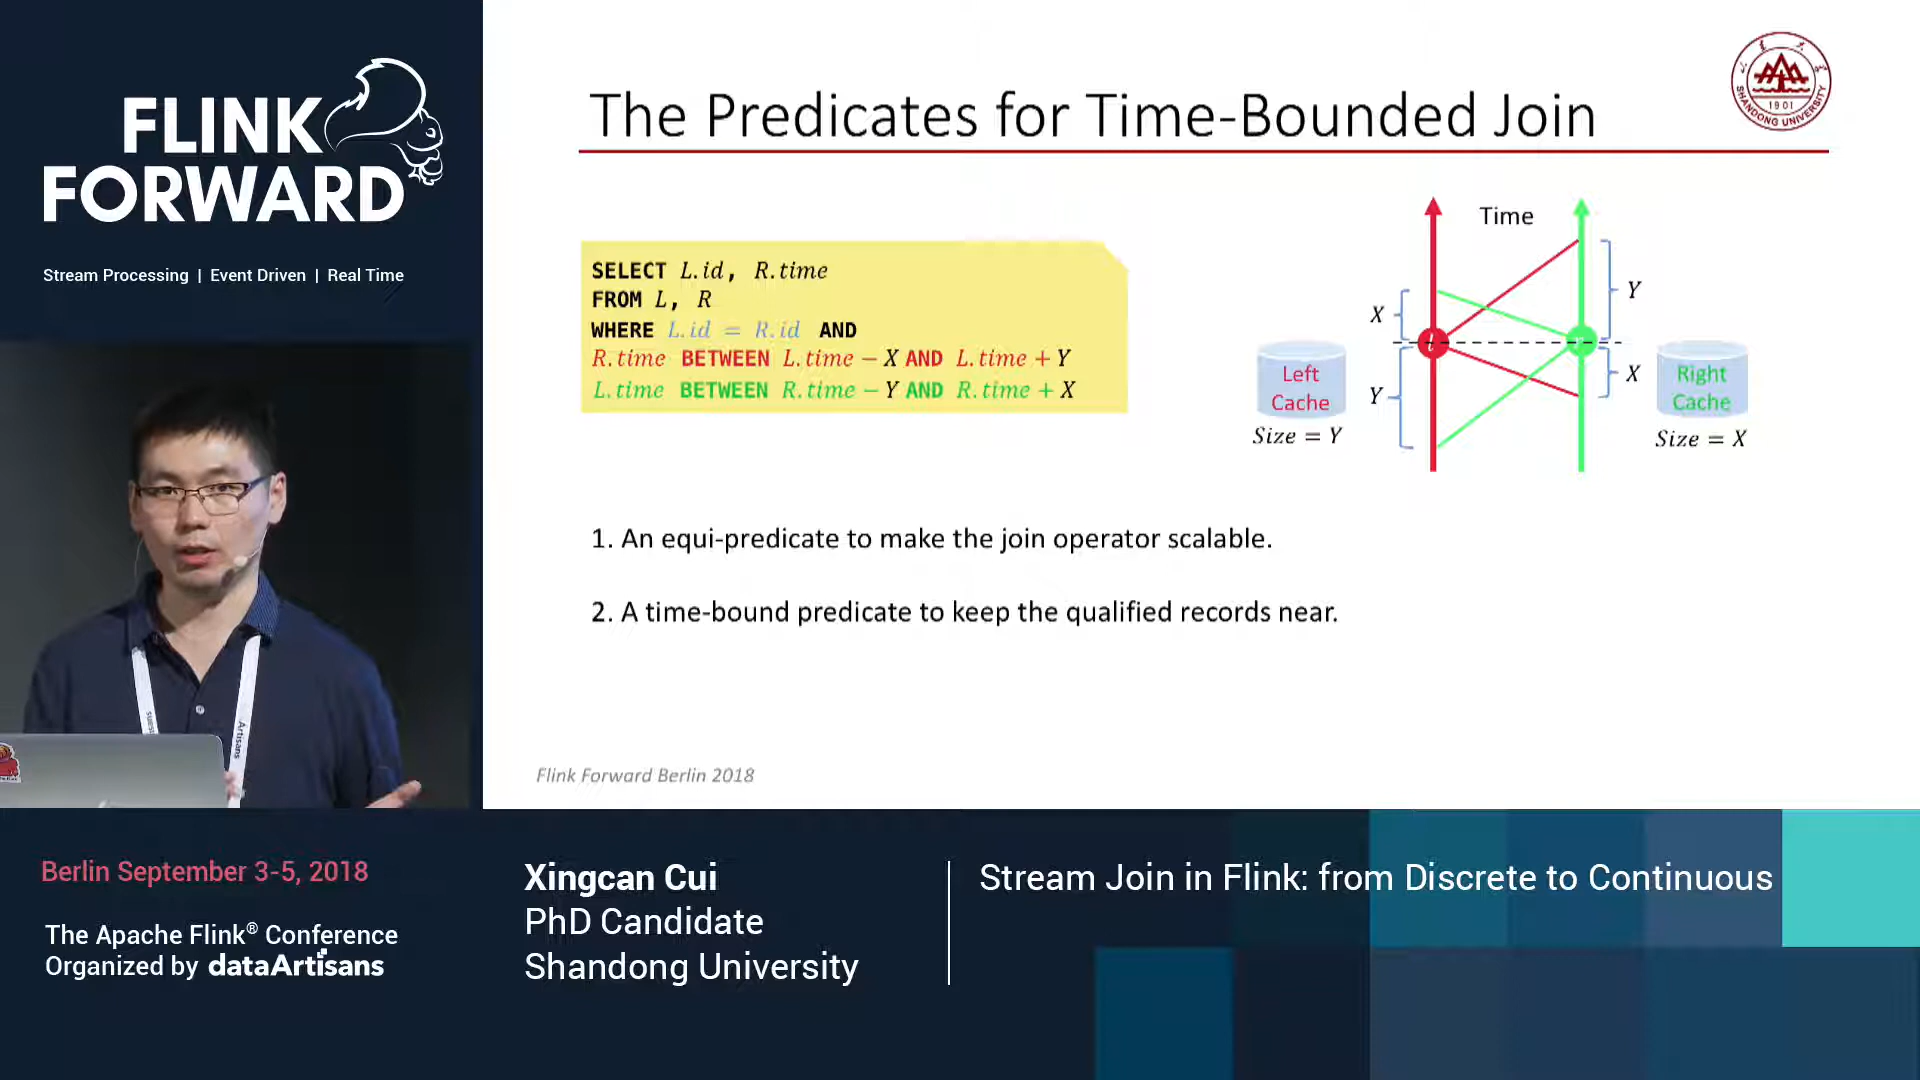 FLINK
FORWARD
Stream Processing | Event Driven | Real Time
The Predicates for Time-Bounded Join
SHANDONG UNIVERSITY
1901
SELECT L.id, R.time
FROM L, R
WHERE L.id = R.id AND
R.time BETWEEN L.time − X AND L.time + Y
L.time BETWEEN R.time − Y AND R.time + X
Time
X
Y
Y
X
Left
Cache
Size = Y
Right
Cache
Size = X
1. An equi-predicate to make the join operator scalable.
2. A time-bound predicate to keep the qualified records near.
Flink Forward Berlin 2018
Artisans
Berlin September 3-5, 2018
The Apache Flink® Conference
Organized by dataArtisans
Xingcan Cui
PhD Candidate
Shandong University
Stream Join in Flink: from Discrete to Continuous